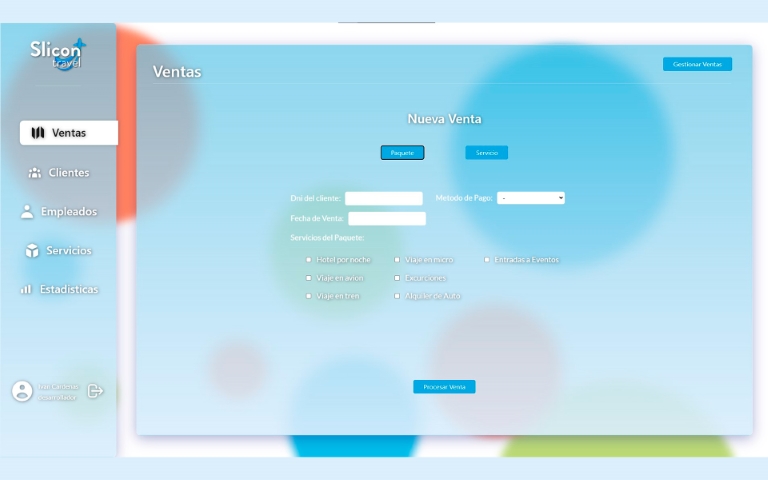 Slicon
travel
Ventas
Clientes
Empleados
Servicios
Estadísticas
Ventas
Gestionar Ventas
Nueva Venta
Paquete
Servicio
Dni del cliente:
Metodo de Pago: -
Fecha de Venta:
Servicios del Paquete:
Hotel por noche
Viaje en micro
Entradas a Eventos
Viaje en avion
Excursiones
Viaje en tren
Alquiler de Auto
Procesar Venta